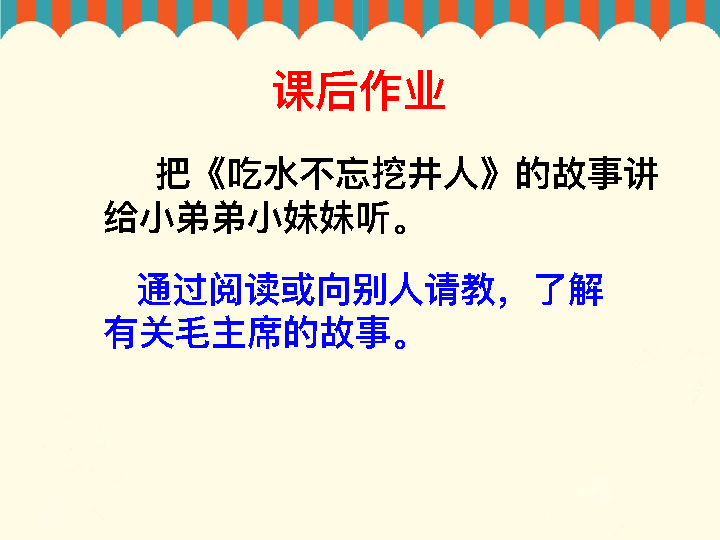 课后作业
把《吃水不忘挖井人》的故事讲
给小弟弟小妹妹听。
通过阅读或向别人请教，了解
有关毛主席的故事。